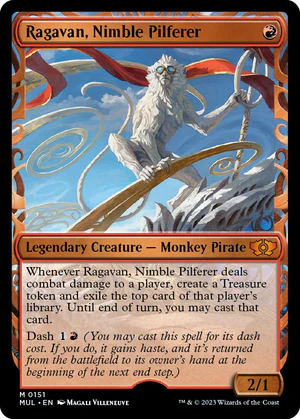 Ragavan, Nimble Pilferer
Legendary Creature — Monkey Pirate
Whenever Ragavan, Nimble Pilferer deals
combat damage to a player, create a Treasure
token and exile the top card of that player's
library. Until end of turn, you may cast that
card.
Dash 1 (You may cast this spell for its dash
cost. If you do, it gains haste, and it's returned
from the battlefield to its owner's hand at
the beginning of the next end step.)
2/1
M 0151
MUL • EN Magali Villeneuve
™ & © 2023 Wizards of the Coast